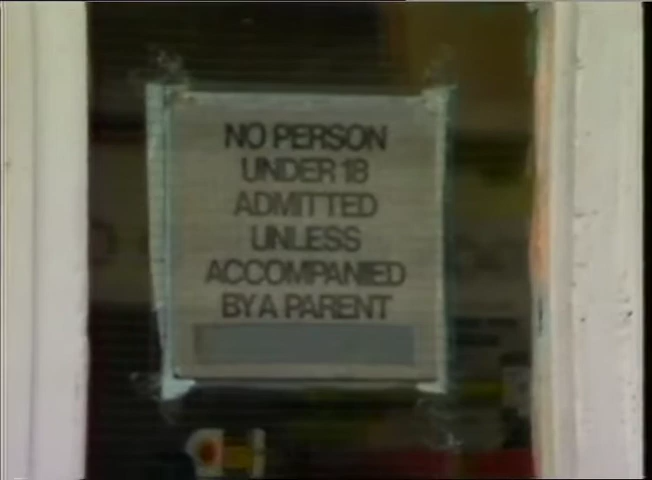 NO PERSON
UNDER 18
ADMITTED
UNLESS
ACCOMPANIED
BY A PARENT